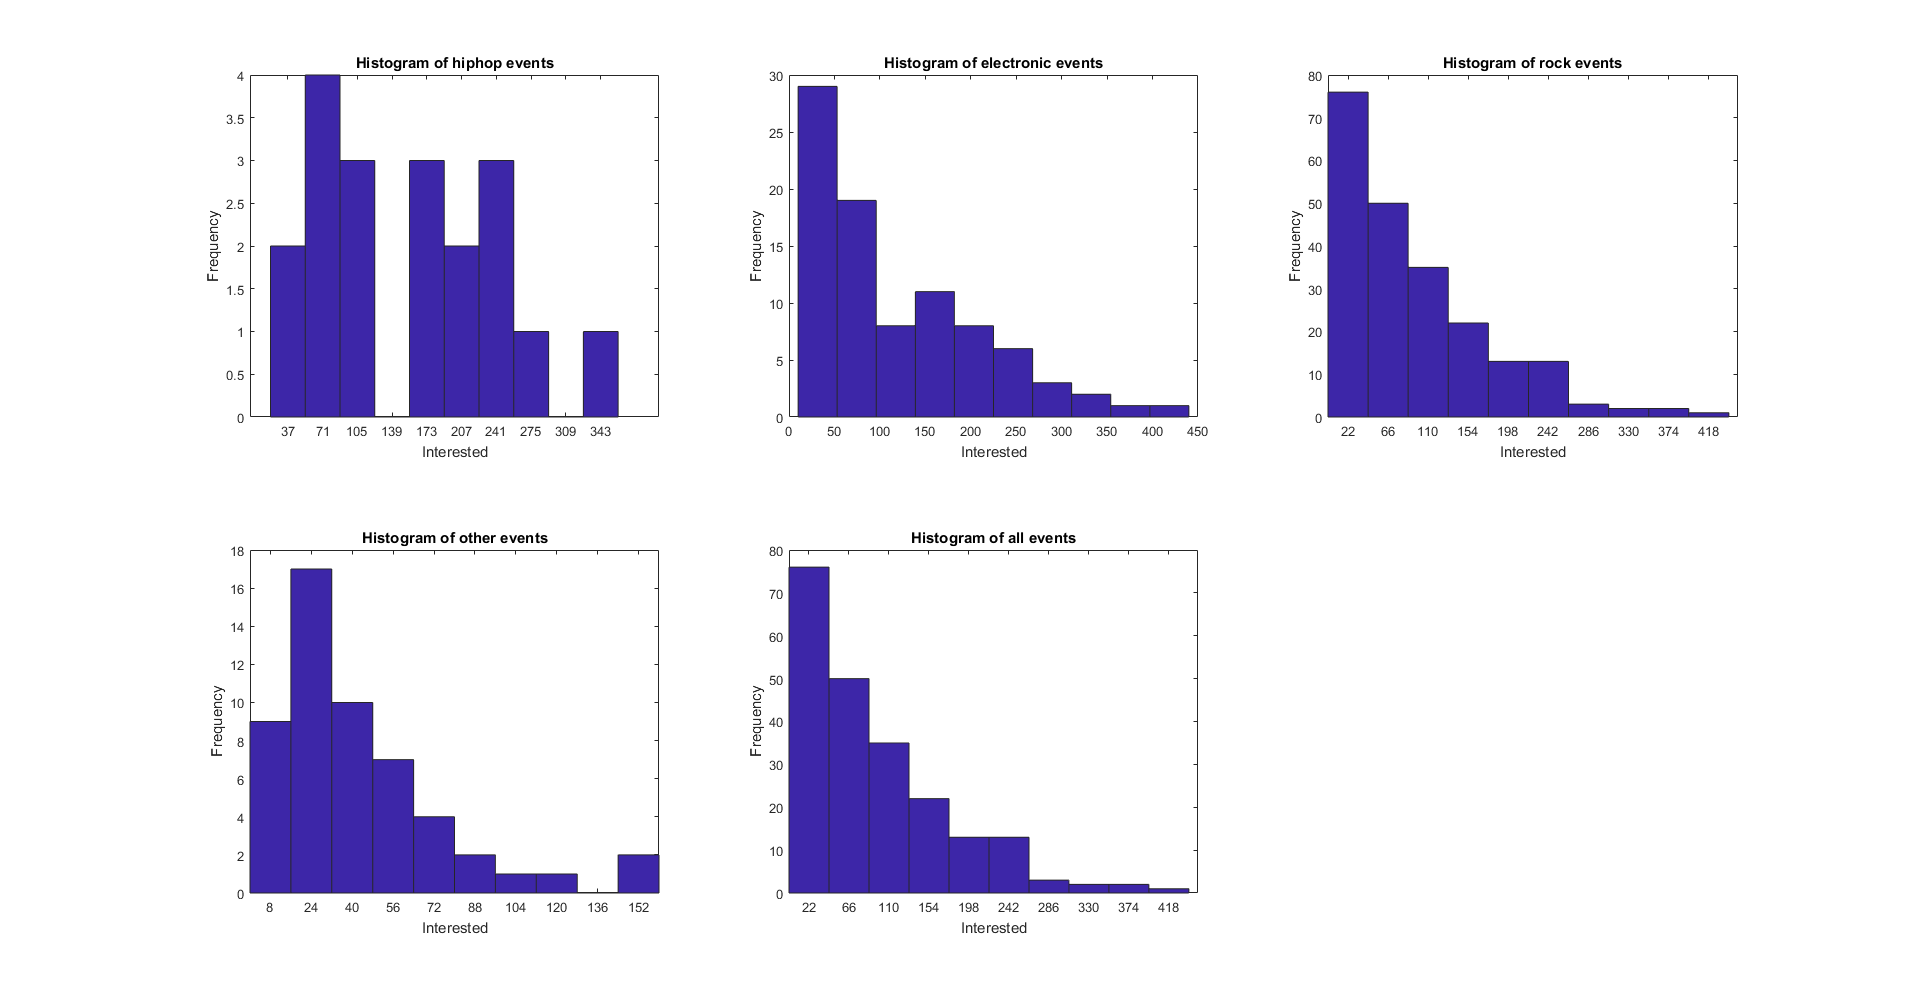 Histogram of hiphop events
4
3.5
3
2.5
2
1.5
1
0.5
0
Frequency
37 71 105 139 173 207 241 275 309 343
Interested
Histogram of electronic events
30
25
20
15
10
5
0
Frequency
0 50 100 150 200 250 300 350 400 450
Interested
Histogram of rock events
80
70
60
50
40
30
20
10
0
Frequency
22 66 110 154 198 242 286 330 374 418
Interested
Histogram of other events
18
16
14
12
10
8
6
4
2
0
Frequency
8 24 40 56 72 88 104 120 136 152
Interested
Histogram of all events
80
70
60
50
40
30
20
10
0
Frequency
22 66 110 154 198 242 286 330 374 418
Interested